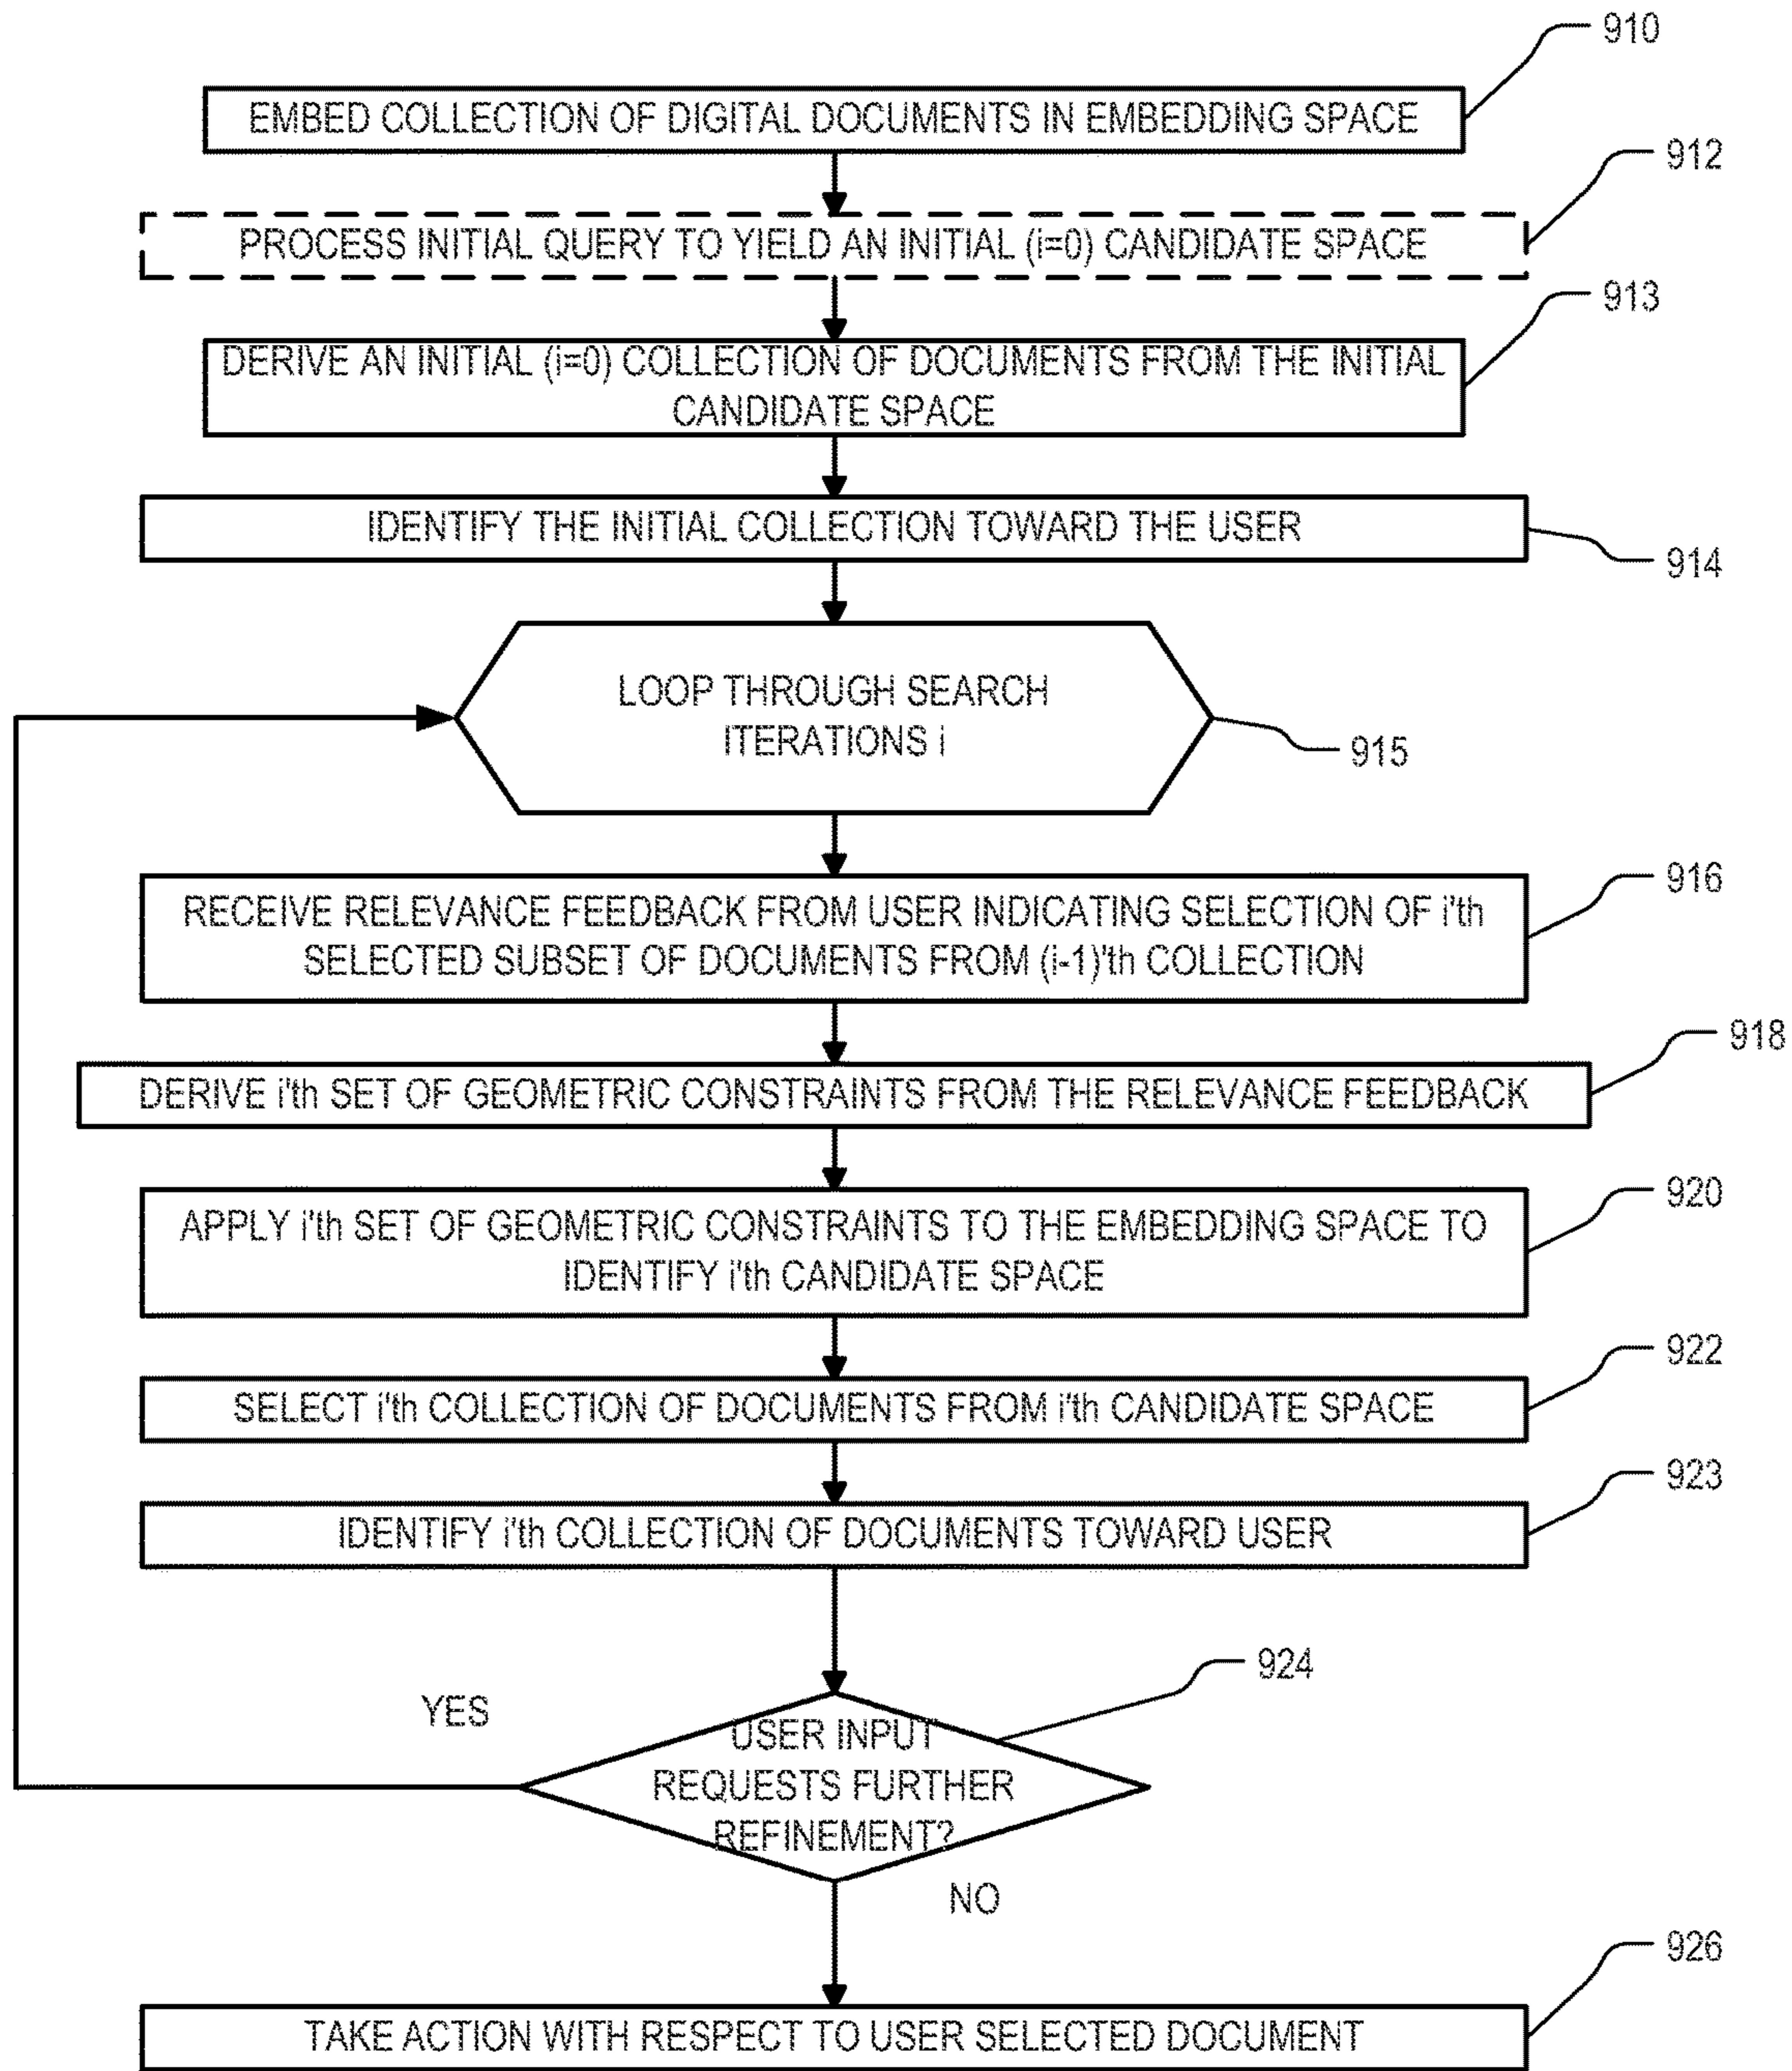 910
EMBED COLLECTION OF DIGITAL DOCUMENTS IN EMBEDDING SPACE
912
PROCESS INITIAL QUERY TO YIELD AN INITIAL (i=0) CANDIDATE SPACE
913
DERIVE AN INITIAL (i=0) COLLECTION OF DOCUMENTS FROM THE INITIAL
CANDIDATE SPACE
IDENTIFY THE INITIAL COLLECTION TOWARD THE USER
914
LOOP THROUGH SEARCH
ITERATIONS i
915
916
RECEIVE RELEVANCE FEEDBACK FROM USER INDICATING SELECTION OF i'th
SELECTED SUBSET OF DOCUMENTS FROM (i-1)'th COLLECTION
918
DERIVE i'th SET OF GEOMETRIC CONSTRAINTS FROM THE RELEVANCE FEEDBACK
920
APPLY i'th SET OF GEOMETRIC CONSTRAINTS TO THE EMBEDDING SPACE TO
IDENTIFY i'th CANDIDATE SPACE
922
SELECT i'th COLLECTION OF DOCUMENTS FROM i'th CANDIDATE SPACE
923
IDENTIFY i'th COLLECTION OF DOCUMENTS TOWARD USER
924
YES
USER INPUT
REQUESTS FURTHER
REFINEMENT?
NO
926
TAKE ACTION WITH RESPECT TO USER SELECTED DOCUMENT